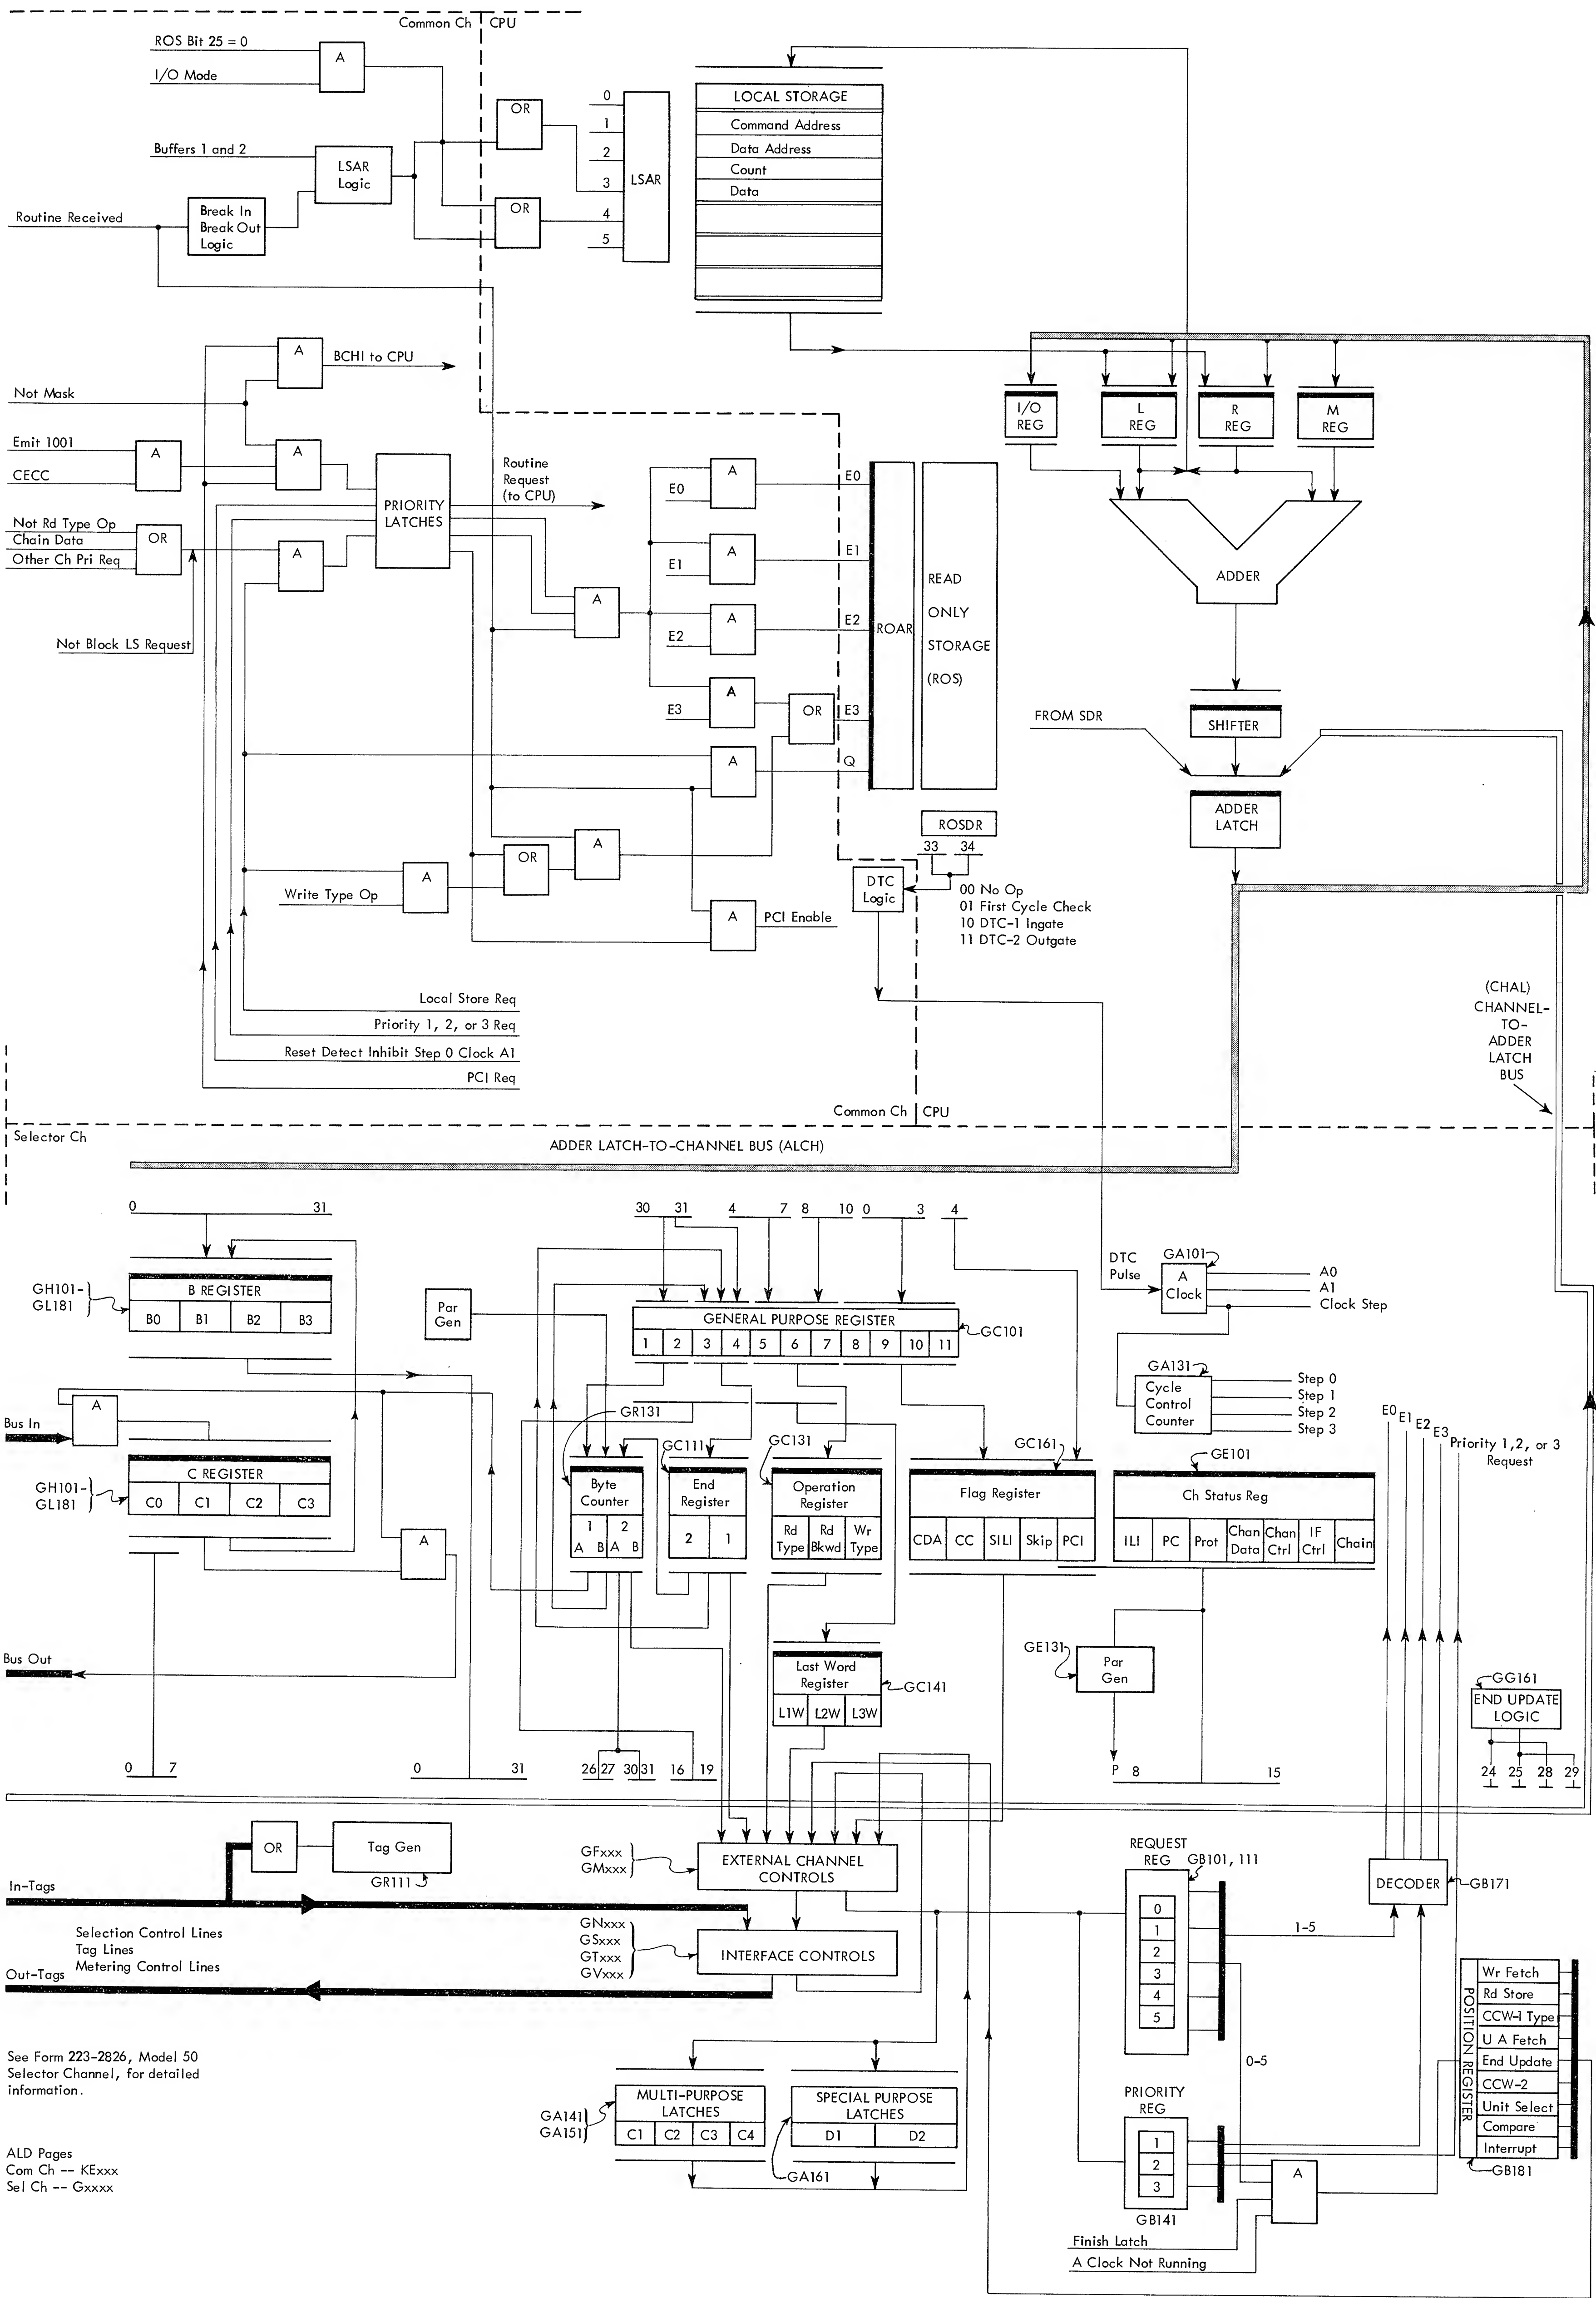 Common Ch
CPU
ROS Bit 25 = 0
I/O Mode
A
OR
0
1
2
3
4
5
LSAR
Buffers 1 and 2
LSAR
Logic
Routine Received
Break In
Break Out
Logic
OR
LOCAL STORAGE
Command Address
Data Address
Count
Data
A
BCHI to CPU
Not Mask
Emit 1001
CECC
A
A
Not Rd Type Op
Chain Data
Other Ch Pri Req
OR
A
PRIORITY
LATCHES
Routine
Request
(to CPU)
Not Block LS Request
A
E0
A
E0
E1
A
E1
E2
A
E2
E3
A
OR
E3
A
Q
ROAR
READ
ONLY
STORAGE
(ROS)
I/O
REG
L
REG
R
REG
M
REG
ADDER
FROM SDR
SHIFTER
ADDER
LATCH
ROSDR
33
34
DTC
Logic
00 No Op
01 First Cycle Check
10 DTC-1 Ingate
11 DTC-2 Outgate
A
OR
Write Type Op
A
A
PCI Enable
Local Store Req
Priority 1, 2, or 3 Req
Reset Detect Inhibit Step 0 Clock A1
PCI Req
(CHAL)
CHANNEL-
TO-
ADDER
LATCH
BUS
Common Ch
CPU
Selector Ch
ADDER LATCH-TO-CHANNEL BUS (ALCH)
0
31
30
31
4
7
8
10
0
3
4
GH101-
GL181
B REGISTER
B0
B1
B2
B3
Par
Gen
GENERAL PURPOSE REGISTER
1
2
3
4
5
6
7
8
9
10
11
GC101
DTC
Pulse
GA101
A
Clock
A0
A1
Clock Step
GA131
Cycle
Control
Counter
Step 0
Step 1
Step 2
Step 3
Bus In
A
GH101-
GL181
C REGISTER
C0
C1
C2
C3
A
Bus Out
GR131
Byte
Counter
1
2
A
B
A
B
GC111
End
Register
2
1
GC131
Operation
Register
Rd
Type
Rd
Bkwd
Wr
Type
GC161
Flag Register
CDA
CC
SILI
Skip
PCI
GE101
Ch Status Reg
ILI
PC
Prot
Chan
Data
Chan
Ctrl
IF
Ctrl
Chain
E0
E1
E2
E3
Priority 1,2, or 3
Request
Last Word
Register
L1W
L2W
L3W
GC141
GE131
Par
Gen
GG161
END UPDATE
LOGIC
0
7
0
31
26
27
30
31
16
19
P
8
15
24
25
28
29
OR
Tag Gen
GR111
In-Tags
Selection Control Lines
Tag Lines
Metering Control Lines
Out-Tags
GFxxx
GMxxx
EXTERNAL CHANNEL
CONTROLS
GNxxx
GSxxx
GTxxx
GVxxx
INTERFACE CONTROLS
REQUEST
REG
GB101, 111
0
1
2
3
4
5
1-5
DECODER
GB171
0-5
POSITION REGISTER
Wr Fetch
Rd Store
CCW-1 Type
U A Fetch
End Update
CCW-2
Unit Select
Compare
Interrupt
GB181
See Form 223-2826, Model 50
Selector Channel, for detailed
information.
GA141
GA151
MULTI-PURPOSE
LATCHES
C1
C2
C3
C4
SPECIAL PURPOSE
LATCHES
D1
D2
GA161
PRIORITY
REG
1
2
3
GB141
A
Finish Latch
A Clock Not Running
ALD Pages
Com Ch -- KExxx
Sel Ch -- Gxxxx